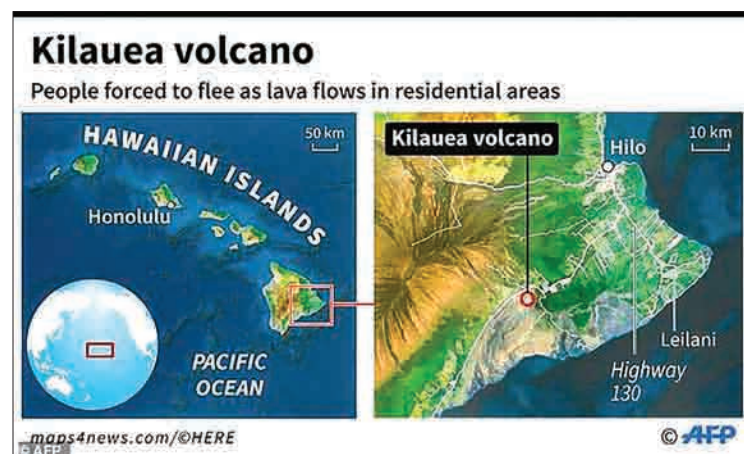 Kilauea volcano
People forced to flee as lava flows in residential areas
HAWAIIAN ISLANDS
50 km
Honolulu
PACIFIC
OCEAN
Kilauea volcano
Hilo
10 km
Leilani
Highway
130
maps4news.com/©HERE
© AFP
©AFP